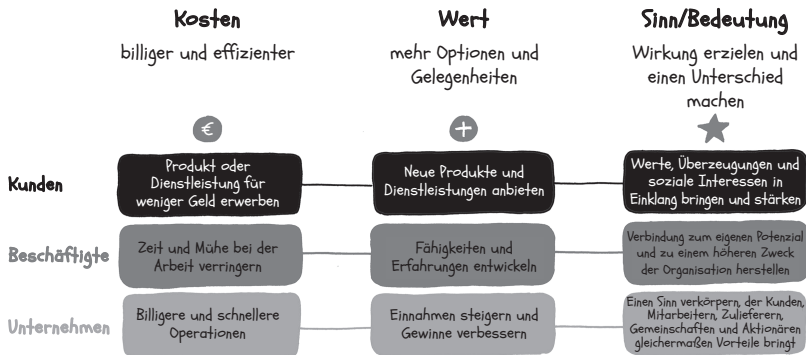 Kosten
billiger und effizienter
Wert
mehr Optionen und
Gelegenheiten
Sinn/Bedeutung
Wirkung erzielen und
einen Unterschied
machen
€
+
Kunden
Produkt oder
Dienstleistung für
weniger Geld erwerben
Neue Produkte und
Dienstleistungen anbieten
Werte, Überzeugungen und
soziale Interessen in
Einklang bringen und stärken
Beschäftigte
Zeit und Mühe bei der
Arbeit verringern
Fähigkeiten und
Erfahrungen entwickeln
Verbindung zum eigenen Potenzial
und zu einem höheren Zweck
der Organisation herstellen
Unternehmen
Billigere und schnellere
Operationen
Einnahmen steigern und
Gewinne verbessern
Einen Sinn verkörpern, der Kunden,
Mitarbeitern, Zulieferern,
Gemeinschaften und Aktionären
gleichermaßen Vorteile bringt